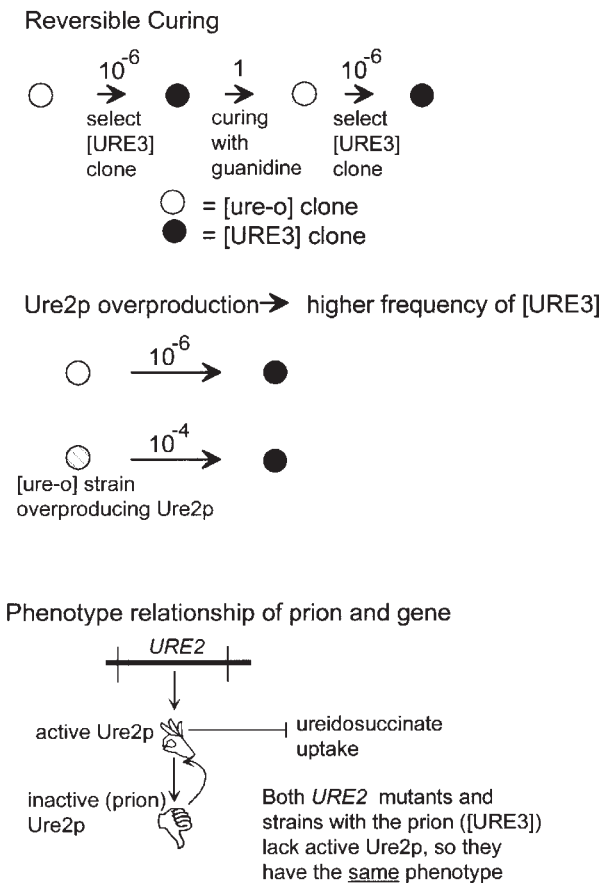 Reversible Curing
10-6 1 10-6
select curing select
[URE3] with [URE3]
clone guanidine clone
= [ure-o] clone
= [URE3] clone
Ure2p overproduction → higher frequency of [URE3]
10-6
10-4
[ure-o] strain
overproducing Ure2p
Phenotype relationship of prion and gene
URE2
active Ure2p
ureidosuccinate
uptake
inactive (prion)
Ure2p
Both URE2 mutants and
strains with the prion ([URE3])
lack active Ure2p, so they
have the same phenotype